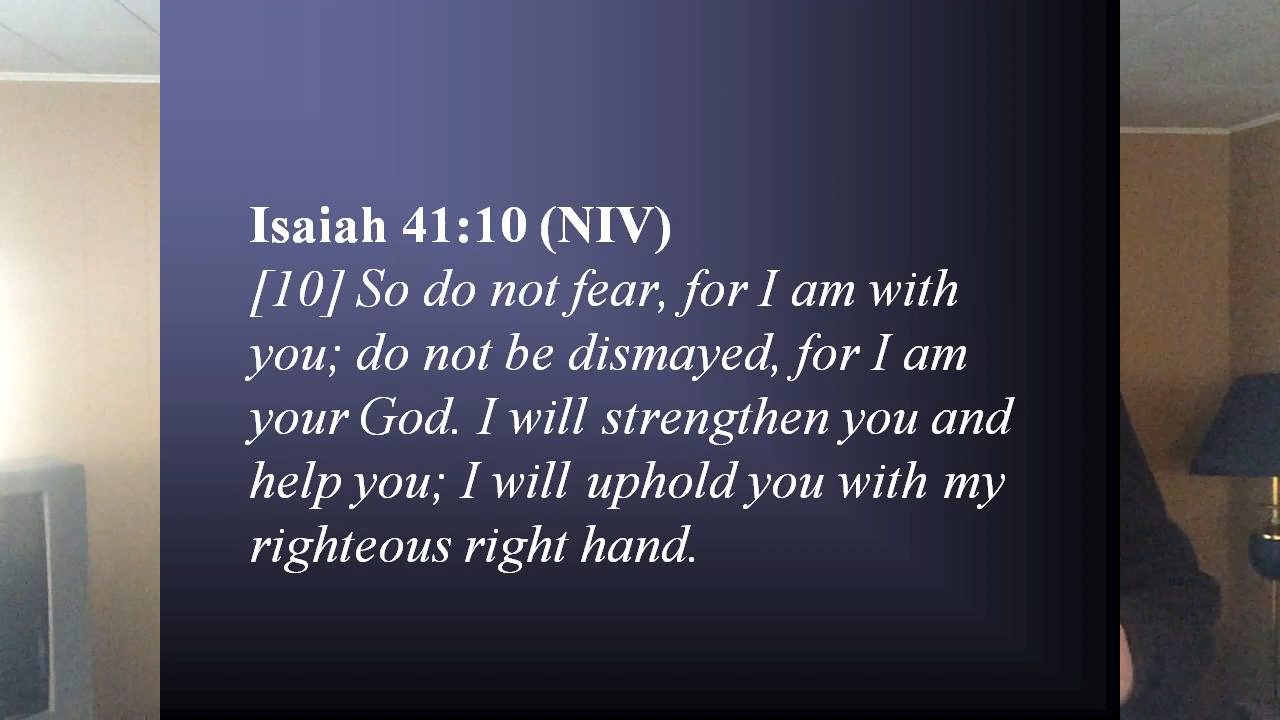 Isaiah 41:10 (NIV)
[10] So do not fear, for I am with
you; do not be dismayed, for I am
your God. I will strengthen you and
help you; I will uphold you with my
righteous right hand.